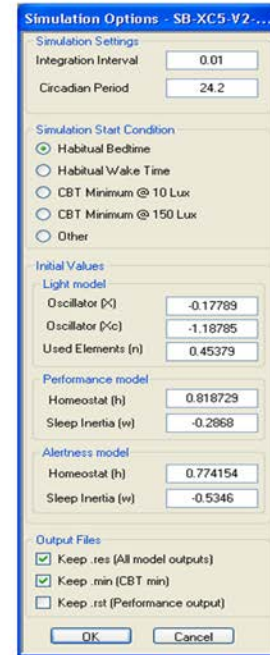 Simulation Options - SB-XC5-V2-...
Simulation Settings
Integration Interval 0.01
Circadian Period 24.2
Simulation Start Condition
Habitual Bedtime
Habitual Wake Time
CBT Minimum @ 10 Lux
CBT Minimum @ 150 Lux
Other
Initial Values
Light model
Oscillator (X) -0.17789
Oscillator (Xc) -1.18785
Used Elements (n) 0.45379
Performance model
Homeostat (h) 0.818729
Sleep Inertia (w) -0.2868
Alertness model
Homeostat (h) 0.774154
Sleep Inertia (w) -0.5346
Output Files
Keep .res (All model outputs)
Keep .min (CBT min)
Keep .rst (Performance output)
OK Cancel